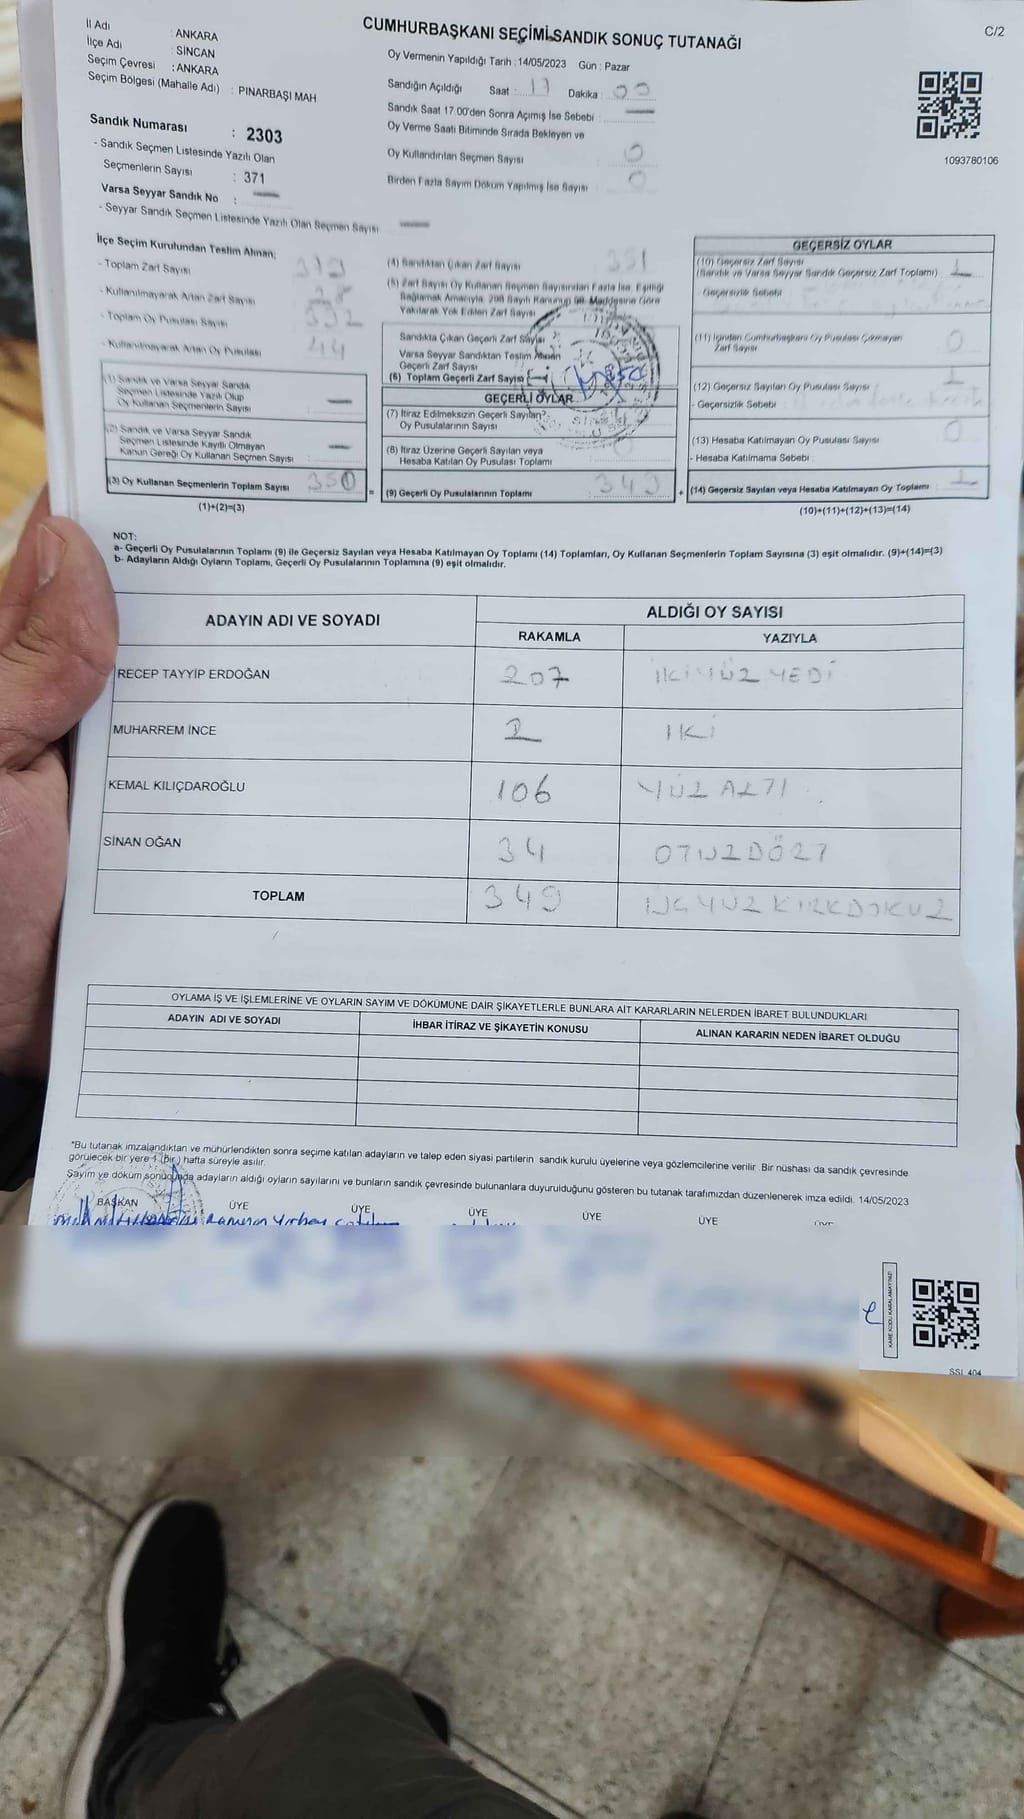 CUMHURBAŞKANI SEÇİMİ SANDIK SONUÇ TUTANAĞI
C/2
İl Adı : ANKARA
İlçe Adı : SİNCAN
Seçim Çevresi : ANKARA
Seçim Bölgesi (Mahalle Adı) : PINARBAŞI MAH
Sandık Numarası : 2303
- Sandık Seçmen Listesinde Yazılı Olan
Seçmenlerin Sayısı : 371
Varsa Seyyar Sandık No :
- Seyyar Sandık Seçmen Listesinde Yazılı Olan Seçmen Sayısı
Oy Vermenin Yapıldığı Tarih : 14/05/2023 Gün : Pazar
Sandığın Açıldığı Saat : 17 Dakika : 00
Sandık Saat 17.00'den Sonra Açımış İse Sebebi :
Oy Verme Saati Bitiminde Sırada Bekleyen ve
Oy Kullandırılan Seçmen Sayısı : 0
Birden Fazla Sayım Döküm Yapılmış İse Sayısı : 0
1093780106
İlçe Seçim Kurulundan Teslim Alınan;
- Toplam Zarf Sayısı
- Kullanılmayarak Artan Zarf Sayısı
- Toplam Oy Pusulası Sayısı
- Kullanılmayarak Artan Oy Pusulası 44
(1) Sandık ve Varsa Seyyar Sandık
Seçmen Listesinde Yazılı Olup
Oy Kullanan Seçmenlerin Sayısı
(2) Sandık ve Varsa Seyyar Sandık
Seçmen Listesinde Kayıtlı Olmayan
Kanun Gereği Oy Kullanan Seçmen Sayısı
(3) Oy Kullanan Seçmenlerin Toplam Sayısı 350
(1)+(2)=(3)
(4) Sandıktan Çıkan Zarf Sayısı 351
(5) Zarf Sayısı Oy Kullanan Seçmen Sayısından Fazla İse, Eşitliği
Sağlamak Amacıyla, 298 Sayılı Kanunun 98. Maddesine Göre
Yakılarak Yok Edilen Zarf Sayısı
Sandıkta Çıkan Geçerli Zarf Sayısı
Varsa Seyyar Sandıktan Teslim Alınan
Geçerli Zarf Sayısı
(6) Toplam Geçerli Zarf Sayısı
GEÇERLİ OYLAR
(7) İtiraz Edilmeksizin Geçerli Sayılan
Oy Pusulalarının Sayısı
(8) İtiraz Üzerine Geçerli Sayılan veya
Hesaba Katılan Oy Pusulası Toplamı
= (9) Geçerli Oy Pusulalarının Toplamı 349
GEÇERSİZ OYLAR
(10) Geçersiz Zarf Sayısı
(Sandık ve Varsa Seyyar Sandık Geçersiz Zarf Toplamı) 1
- Geçersizlik Sebebi
(11) İçinden Cumhurbaşkanı Oy Pusulası Çıkmayan
Zarf Sayısı 0
(12) Geçersiz Sayılan Oy Pusulası Sayısı 1
- Geçersizlik Sebebi :
(13) Hesaba Katılmayan Oy Pusulası Sayısı 0
- Hesaba Katılmama Sebebi :
+ (14) Geçersiz Sayılan veya Hesaba Katılmayan Oy Toplamı 1
(10)+(11)+(12)+(13)=(14)
NOT:
a- Geçerli Oy Pusulalarının Toplamı (9) ile Geçersiz Sayılan veya Hesaba Katılmayan Oy Toplamı (14) Toplamları, Oy Kullanan Seçmenlerin Toplam Sayısına (3) eşit olmalıdır. (9)+(14)=(3)
b- Adayların Aldığı Oyların Toplamı, Geçerli Oy Pusulalarının Toplamına (9) eşit olmalıdır.
ADAYIN ADI VE SOYADI
ALDIĞI OY SAYISI
RAKAMLA YAZIYLA
RECEP TAYYİP ERDOĞAN 207 İKİ YÜZ YEDİ
MUHARREM İNCE 2 İKİ
KEMAL KILIÇDAROĞLU 106 YÜZ ALTI
SİNAN OĞAN 34 OTUZ DÖRT
TOPLAM 349 ÜÇ YÜZ KIRK DOKUZ
OYLAMA İŞ VE İŞLEMLERİNE VE OYLARIN SAYIM VE DÖKÜMÜNE DAİR ŞİKAYETLERLE BUNLARA AİT KARARLARIN NELERDEN İBARET BULUNDUKLARI
ADAYIN ADI VE SOYADI İHBAR İTİRAZ VE ŞİKAYETİN KONUSU ALINAN KARARIN NEDEN İBARET OLDUĞU
*Bu tutanak imzalandıktan ve mühürlendikten sonra seçime katılan adayların ve talep eden siyasi partilerin sandık kurulu üyelerine veya gözlemcilerine verilir. Bir nüshası da sandık çevresinde
görülecek bir yere 1 (bir) hafta süreyle asılır.
Sayım ve döküm sonucunda adayların aldığı oyların sayılarını ve bunların sandık çevresinde bulunanlara duyurulduğunu gösteren bu tutanak tarafımızdan düzenlenerek imza edildi. 14/05/2023
BAŞKAN ÜYE ÜYE ÜYE ÜYE ÜYE ÜYE
KARE KODU KARALAMAYINIZ!
SSL 404